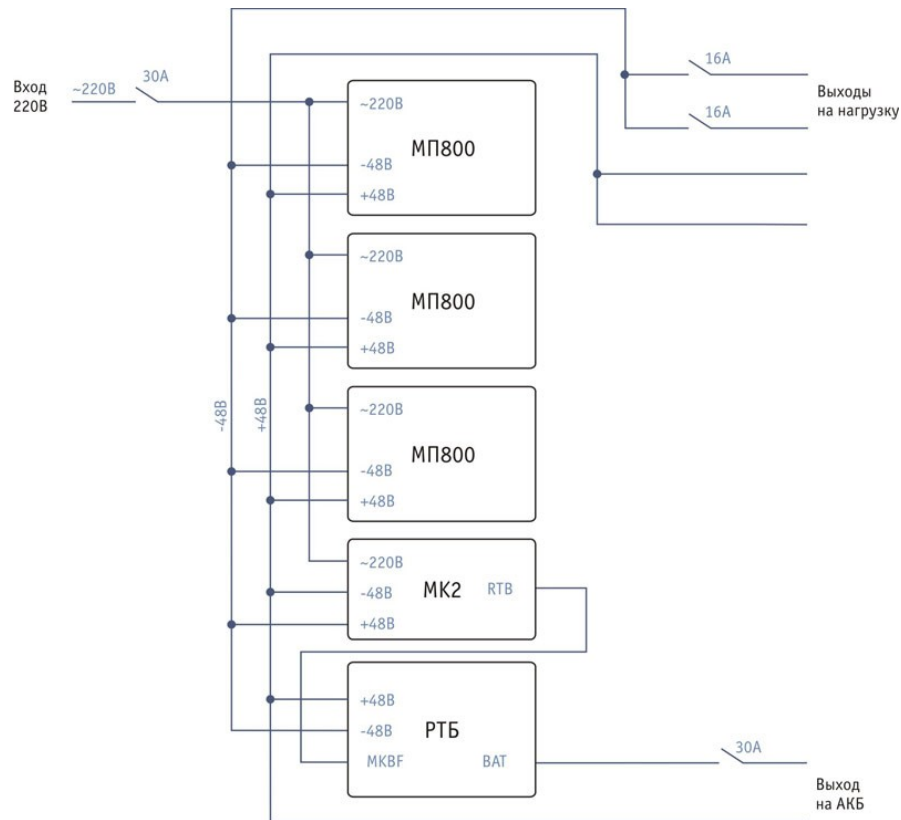 16А
Вход
220В
~220В
30А
~220В
МП800
-48В
+48В
16А
Выходы
на нагрузку
~220В
МП800
-48В
+48В
-48В
+48В
~220В
МП800
-48В
+48В
~220В
-48В
МК2
RTB
+48В
+48В
-48В
РТБ
MKBF
BAT
30А
Выход
на АКБ